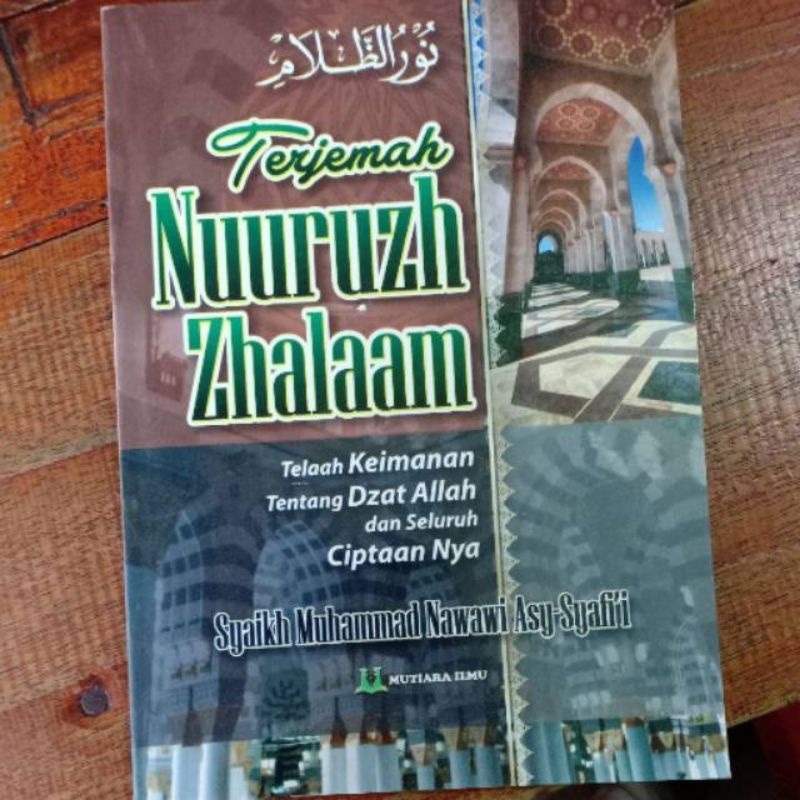 نُوْرُ الظَّلَامِ
Terjemah
Nuuruzh
Zhalaam
Telaah Keimanan
Tentang Dzat Allah
dan Seluruh
Ciptaan Nya
Syaikh Muhammad Nawawi Asy-Syafi'i
MUTIARA ILMU